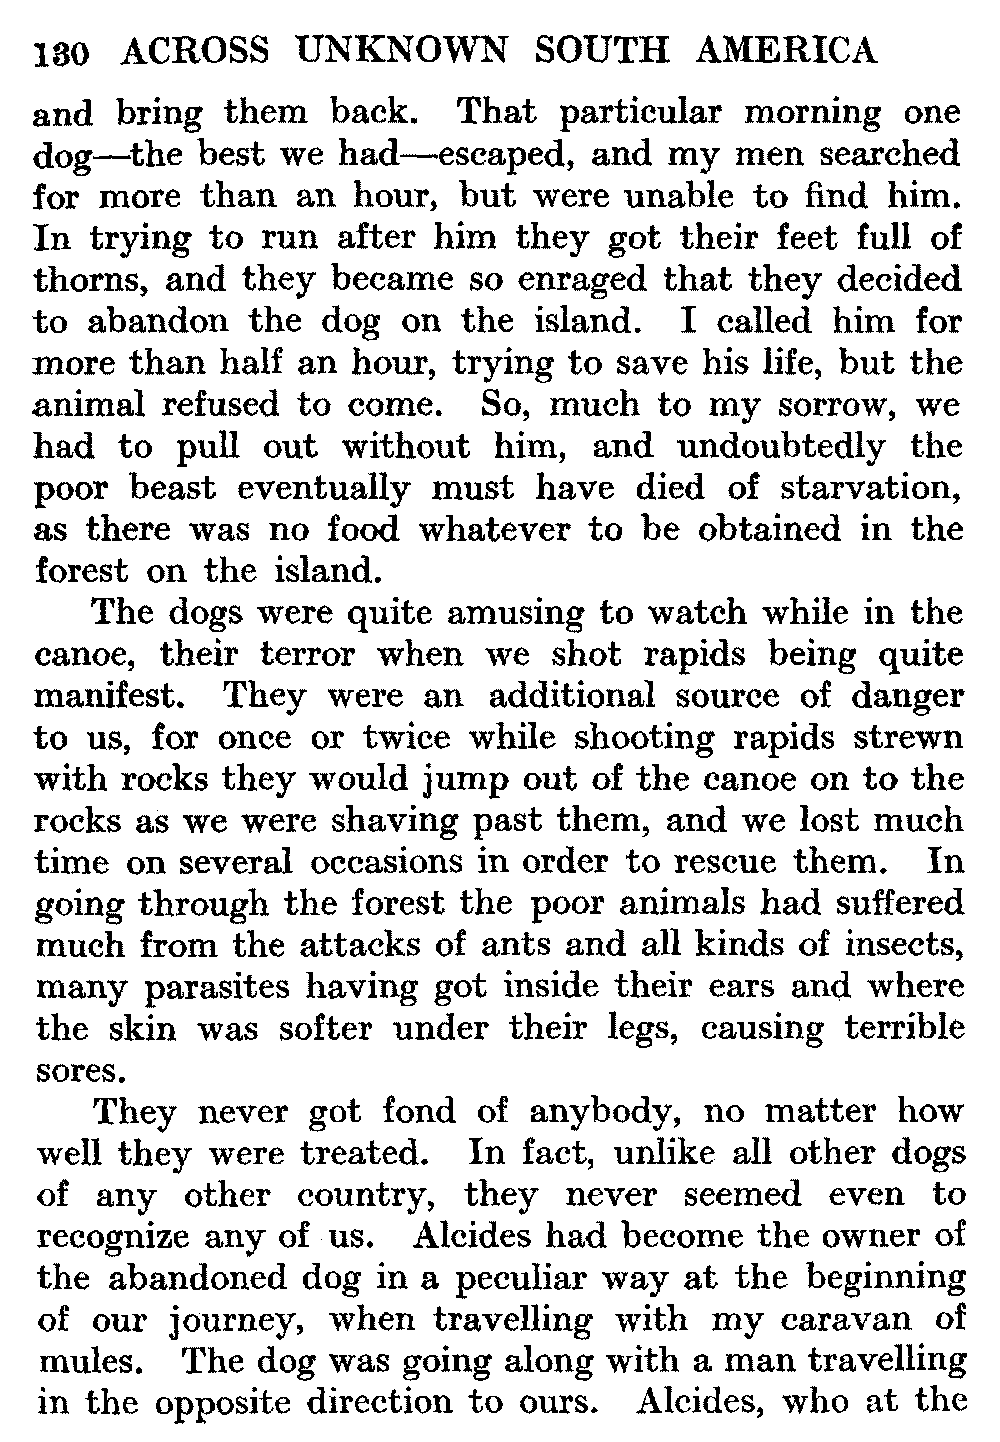 130 ACROSS UNKNOWN SOUTH AMERICA
and bring them back. That particular morning one
dog—the best we had—escaped, and my men searched
for more than an hour, but were unable to find him.
In trying to run after him they got their feet full of
thorns, and they became so enraged that they decided
to abandon the dog on the island. I called him for
more than half an hour, trying to save his life, but the
animal refused to come. So, much to my sorrow, we
had to pull out without him, and undoubtedly the
poor beast eventually must have died of starvation,
as there was no food whatever to be obtained in the
forest on the island.
The dogs were quite amusing to watch while in the
canoe, their terror when we shot rapids being quite
manifest. They were an additional source of danger
to us, for once or twice while shooting rapids strewn
with rocks they would jump out of the canoe on to the
rocks as we were shaving past them, and we lost much
time on several occasions in order to rescue them. In
going through the forest the poor animals had suffered
much from the attacks of ants and all kinds of insects,
many parasites having got inside their ears and where
the skin was softer under their legs, causing terrible
sores.
They never got fond of anybody, no matter how
well they were treated. In fact, unlike all other dogs
of any other country, they never seemed even to
recognize any of us. Alcides had become the owner of
the abandoned dog in a peculiar way at the beginning
of our journey, when travelling with my caravan of
mules. The dog was going along with a man travelling
in the opposite direction to ours. Alcides, who at the